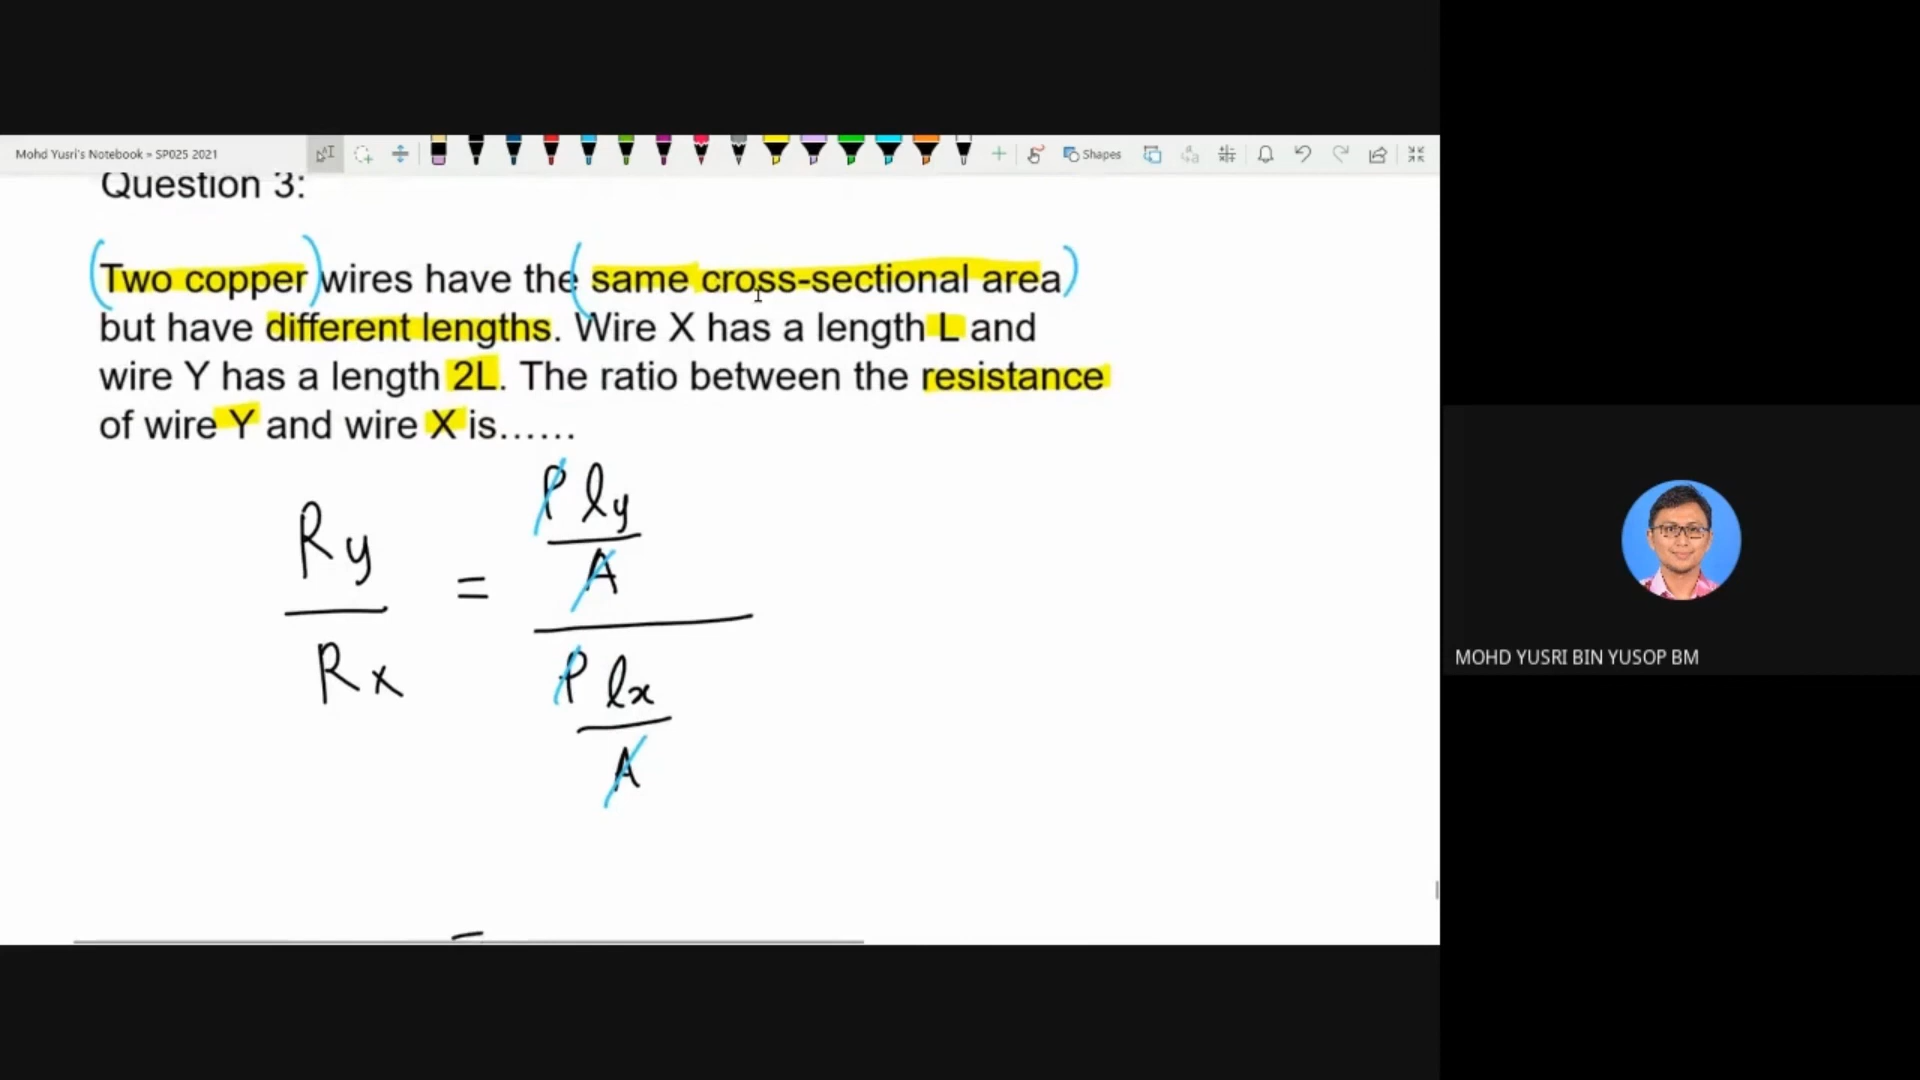 Mohd Yusri's Notebook » SP025 2021
Shapes
Question 3:
Two copper wires have the same cross-sectional area
but have different lengths. Wire X has a length L and
wire Y has a length 2L. The ratio between the resistance
of wire Y and wire X is......
Ry
Rx
=
ρ ly
A
ρ lx
A
=
MOHD YUSRI BIN YUSOP BM